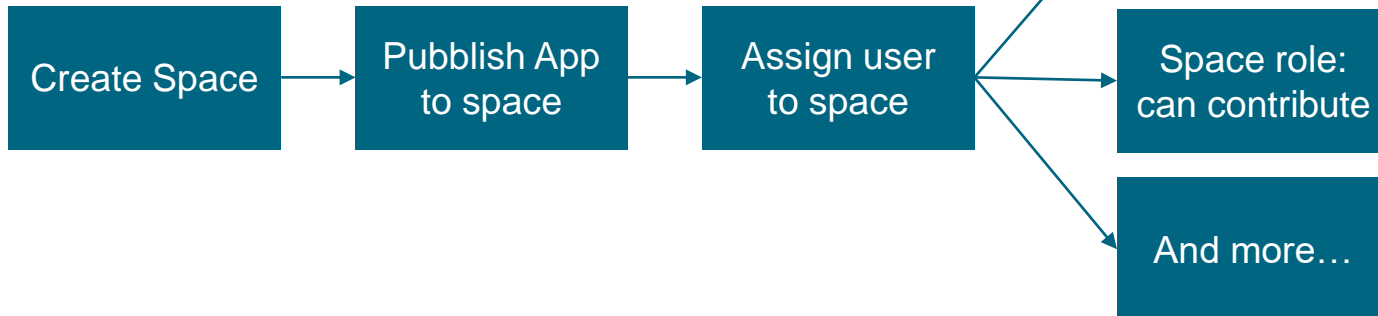 Create Space
Pubblish App
to space
Assign user
to space
Space role:
can contribute
And more…